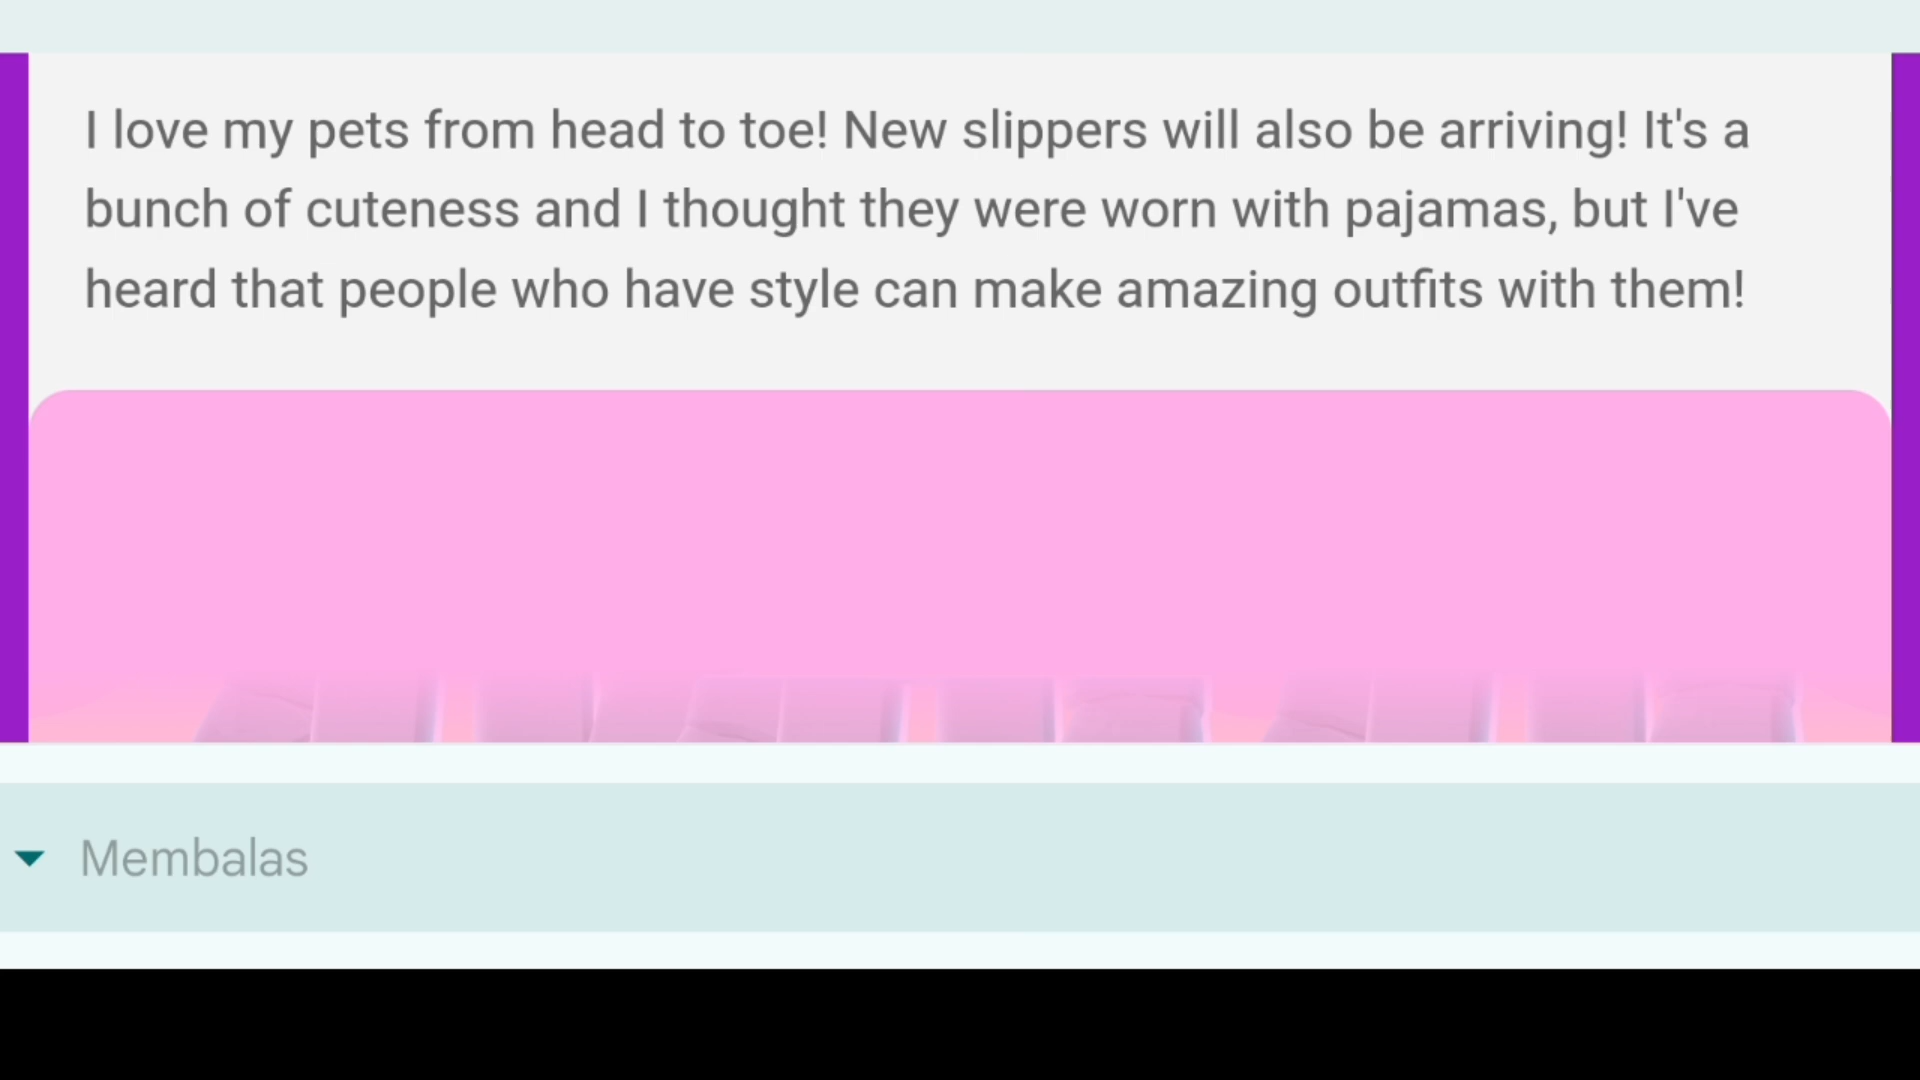 I love my pets from head to toe! New slippers will also be arriving! It's a
bunch of cuteness and I thought they were worn with pajamas, but I've
heard that people who have style can make amazing outfits with them!
Membalas